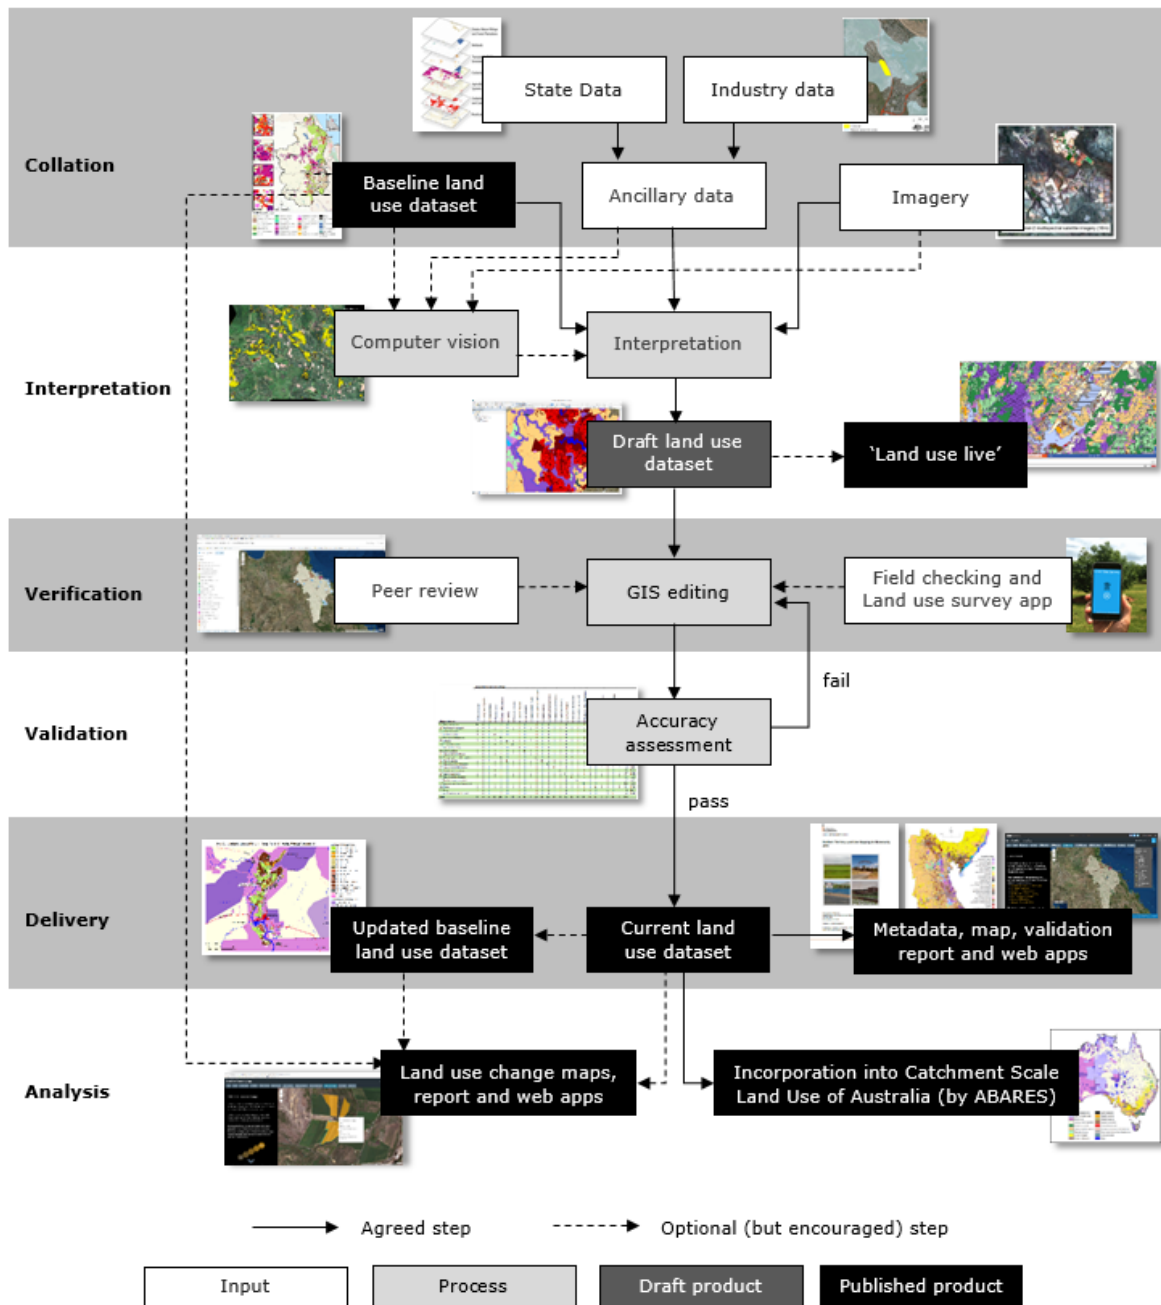 State Data
Industry data
Collation
Baseline land
use dataset
Ancillary data
Imagery
Computer vision
Interpretation
Interpretation
Draft land use
dataset
‘Land use live’
Verification
Peer review
GIS editing
Field checking and
Land use survey app
fail
Validation
Accuracy
assessment
pass
Delivery
Updated baseline
land use dataset
Current land
use dataset
Metadata, map, validation
report and web apps
Analysis
Land use change maps,
report and web apps
Incorporation into Catchment Scale
Land Use of Australia (by ABARES)
Agreed step
Optional (but encouraged) step
Input
Process
Draft product
Published product